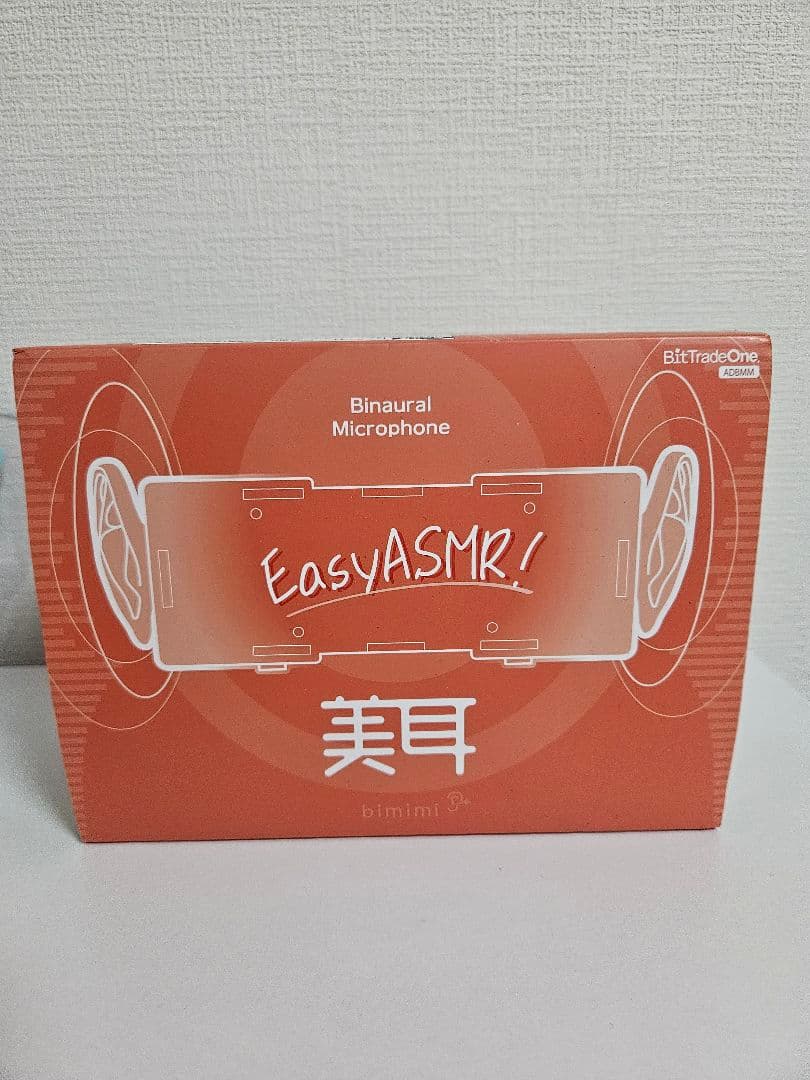 BitTradeOne
ADBMM
Binaural
Microphone
EasyASMR!
美耳
bimimi